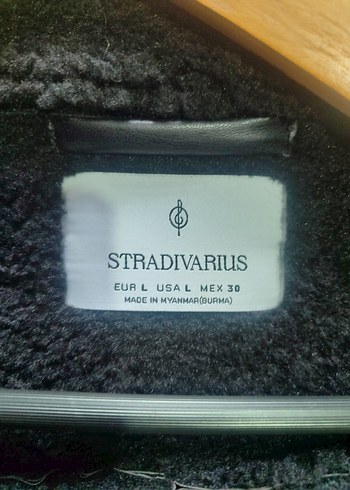 STRADIVARIUS
EUR L USA L MEX 30
MADE IN MYANMAR(BURMA)